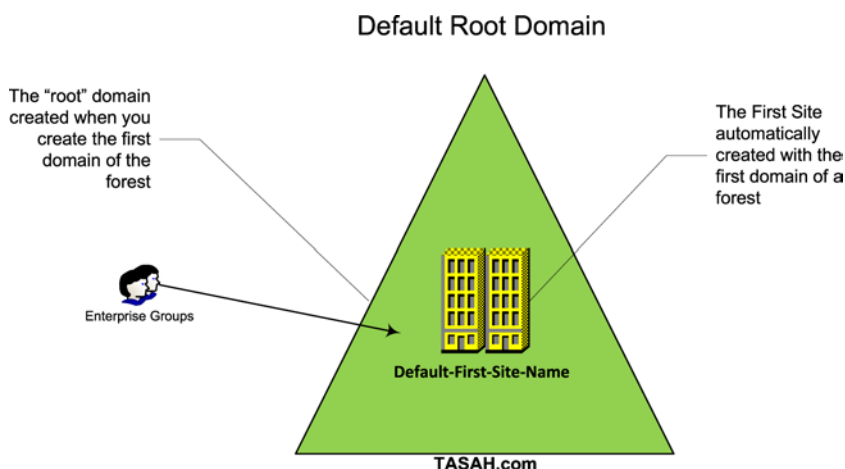 Default Root Domain
The “root” domain
created when you
create the first
domain of the
forest
The First Site
automatically
created with the
first domain of a
forest
Enterprise Groups
Default-First-Site-Name
TASAH.com